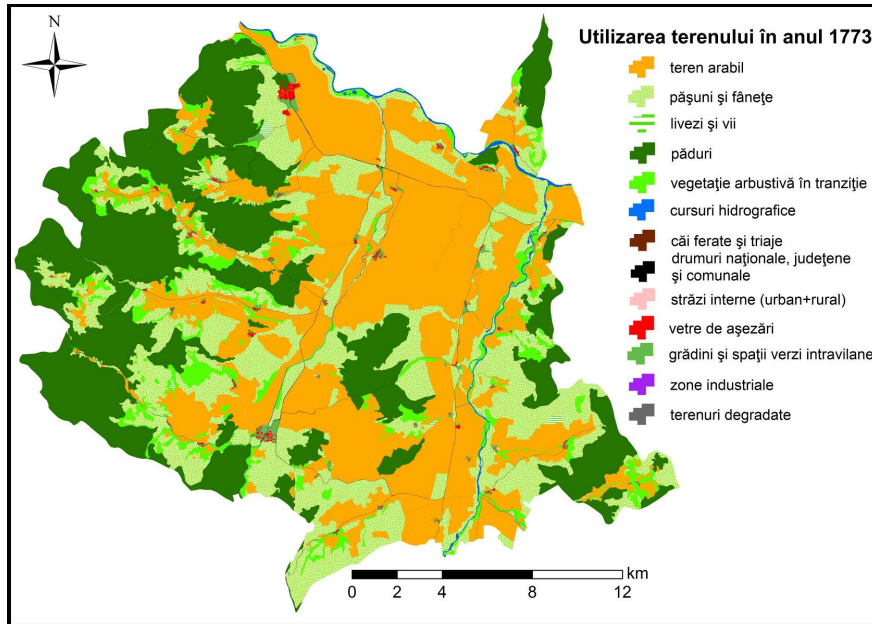 N
Utilizarea terenului în anul 1773
teren arabil
păşuni şi fâneţe
livezi şi vii
păduri
vegetaţie arbustivă în tranziţie
cursuri hidrografice
căi ferate şi triaje
drumuri naţionale, judeţene
şi comunale
străzi interne (urban+rural)
vetre de aşezări
grădini şi spaţii verzi intravilane
zone industriale
terenuri degradate
km
0 2 4 8 12